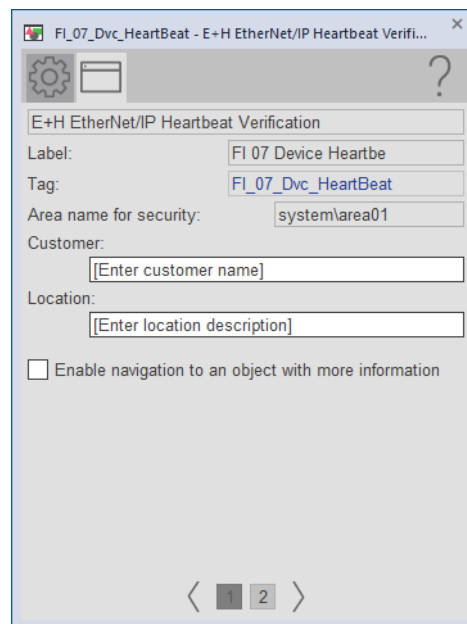 FI_07_Dvc_HeartBeat - E+H EtherNet/IP Heartbeat Verifi...
×
?
E+H EtherNet/IP Heartbeat Verification
Label: FI 07 Device Heartbe
Tag: FI_07_Dvc_HeartBeat
Area name for security: system\area01
Customer:
[Enter customer name]
Location:
[Enter location description]
Enable navigation to an object with more information
1 2